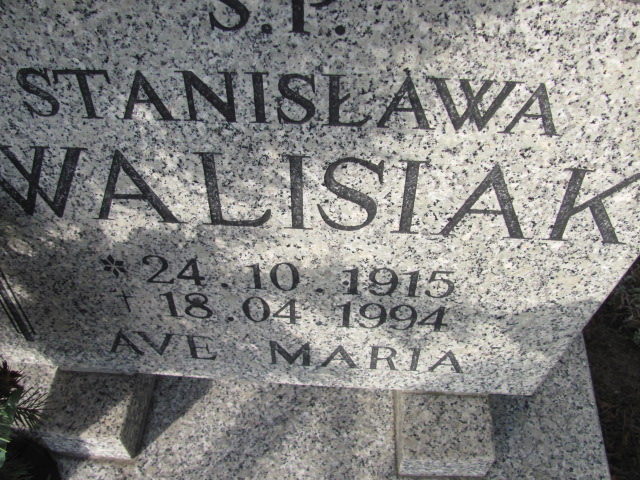 Ś.P.
STANISŁAWA
WALISIAK
* 24.10.1915
† 18.04.1994
AVE MARIA